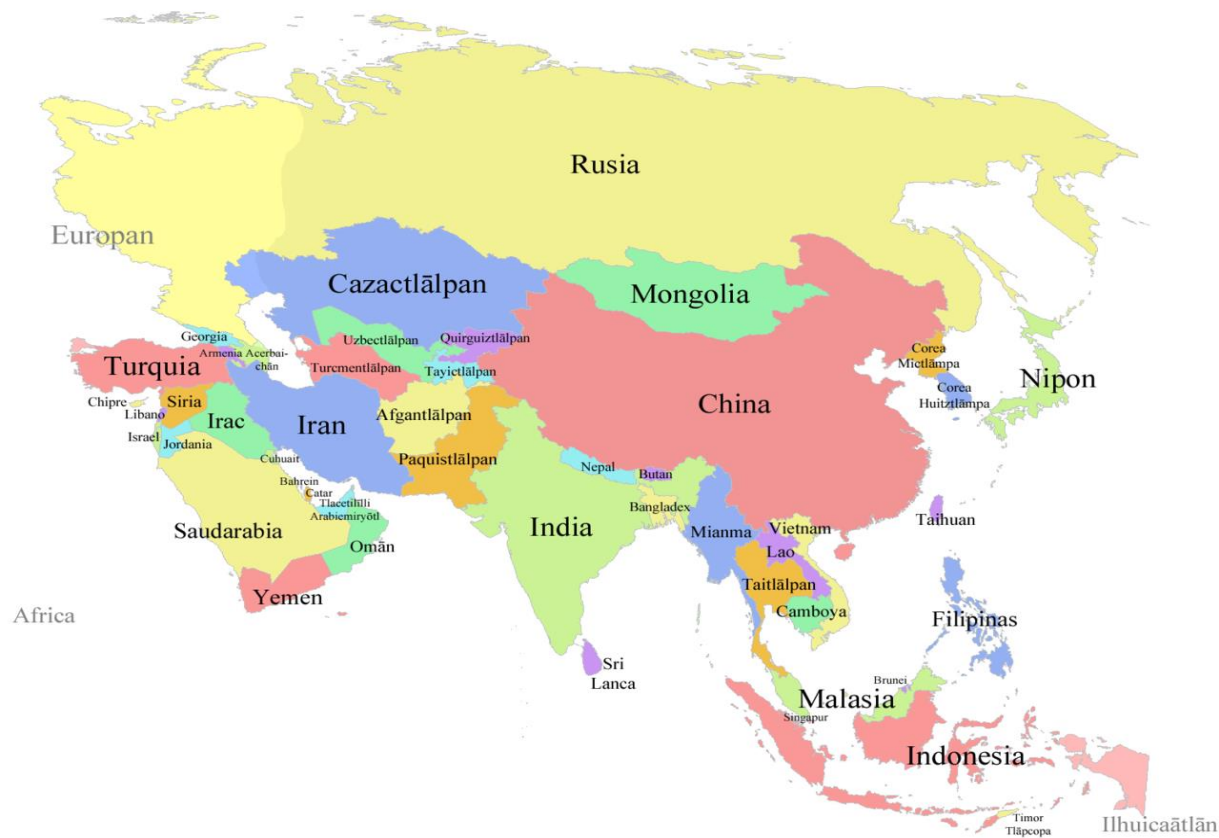 Rusia
Europan
Cazactlālpan
Mongolia
Georgia
Uzbectlālpan
Quirguiztlālpan
Armenia
Acerbai-
chān
Turquia
Turcmentlālpan
Tayictlālpan
Corea
Mictlāmpa
Corea
Huitztlāmpa
Nipon
Chipre
Siria
Libano
Irac
Iran
Afgantlālpan
China
Israel
Jordania
Cuhuait
Paquistlālpan
Nepal
Butan
Bahrein
Catar
Tlacetilīlli
Arabiemiryōtl
Bangladex
Taihuan
Saudarabia
Omān
India
Mianma
Vietnam
Lao
Taitlālpan
Yemen
Camboya
Africa
Filipinas
Sri
Lanca
Brunei
Malasia
Singapur
Indonesia
Timor
Tlāpcopa
Ilhuicaātlān